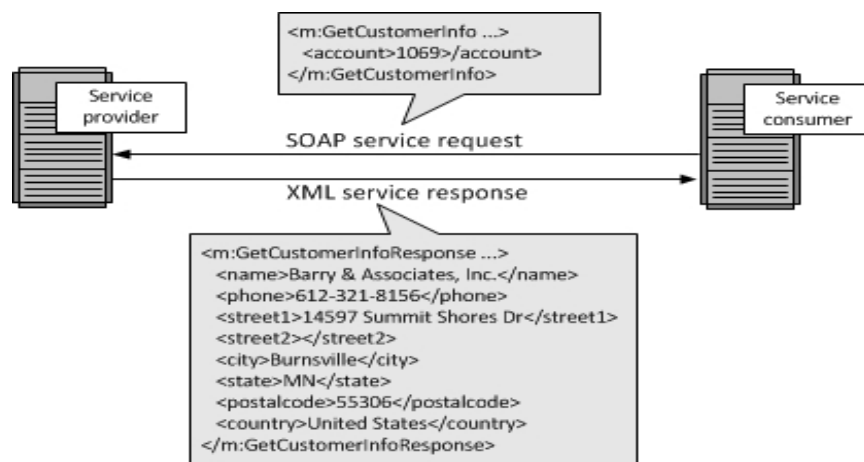 <m:GetCustomerInfo ...>
<account>1069>/account>
</m:GetCustomerInfo>
Service
provider
Service
consumer
SOAP service request
XML service response
<m:GetCustomerInfoResponse ...>
<name>Barry & Associates, Inc.</name>
<phone>612-321-8156</phone>
<street1>14597 Summit Shores Dr</street1>
<street2></street2>
<city>Burnsville</city>
<state>MN</state>
<postalcode>55306</postalcode>
<country>United States</country>
</m:GetCustomerInfoResponse>